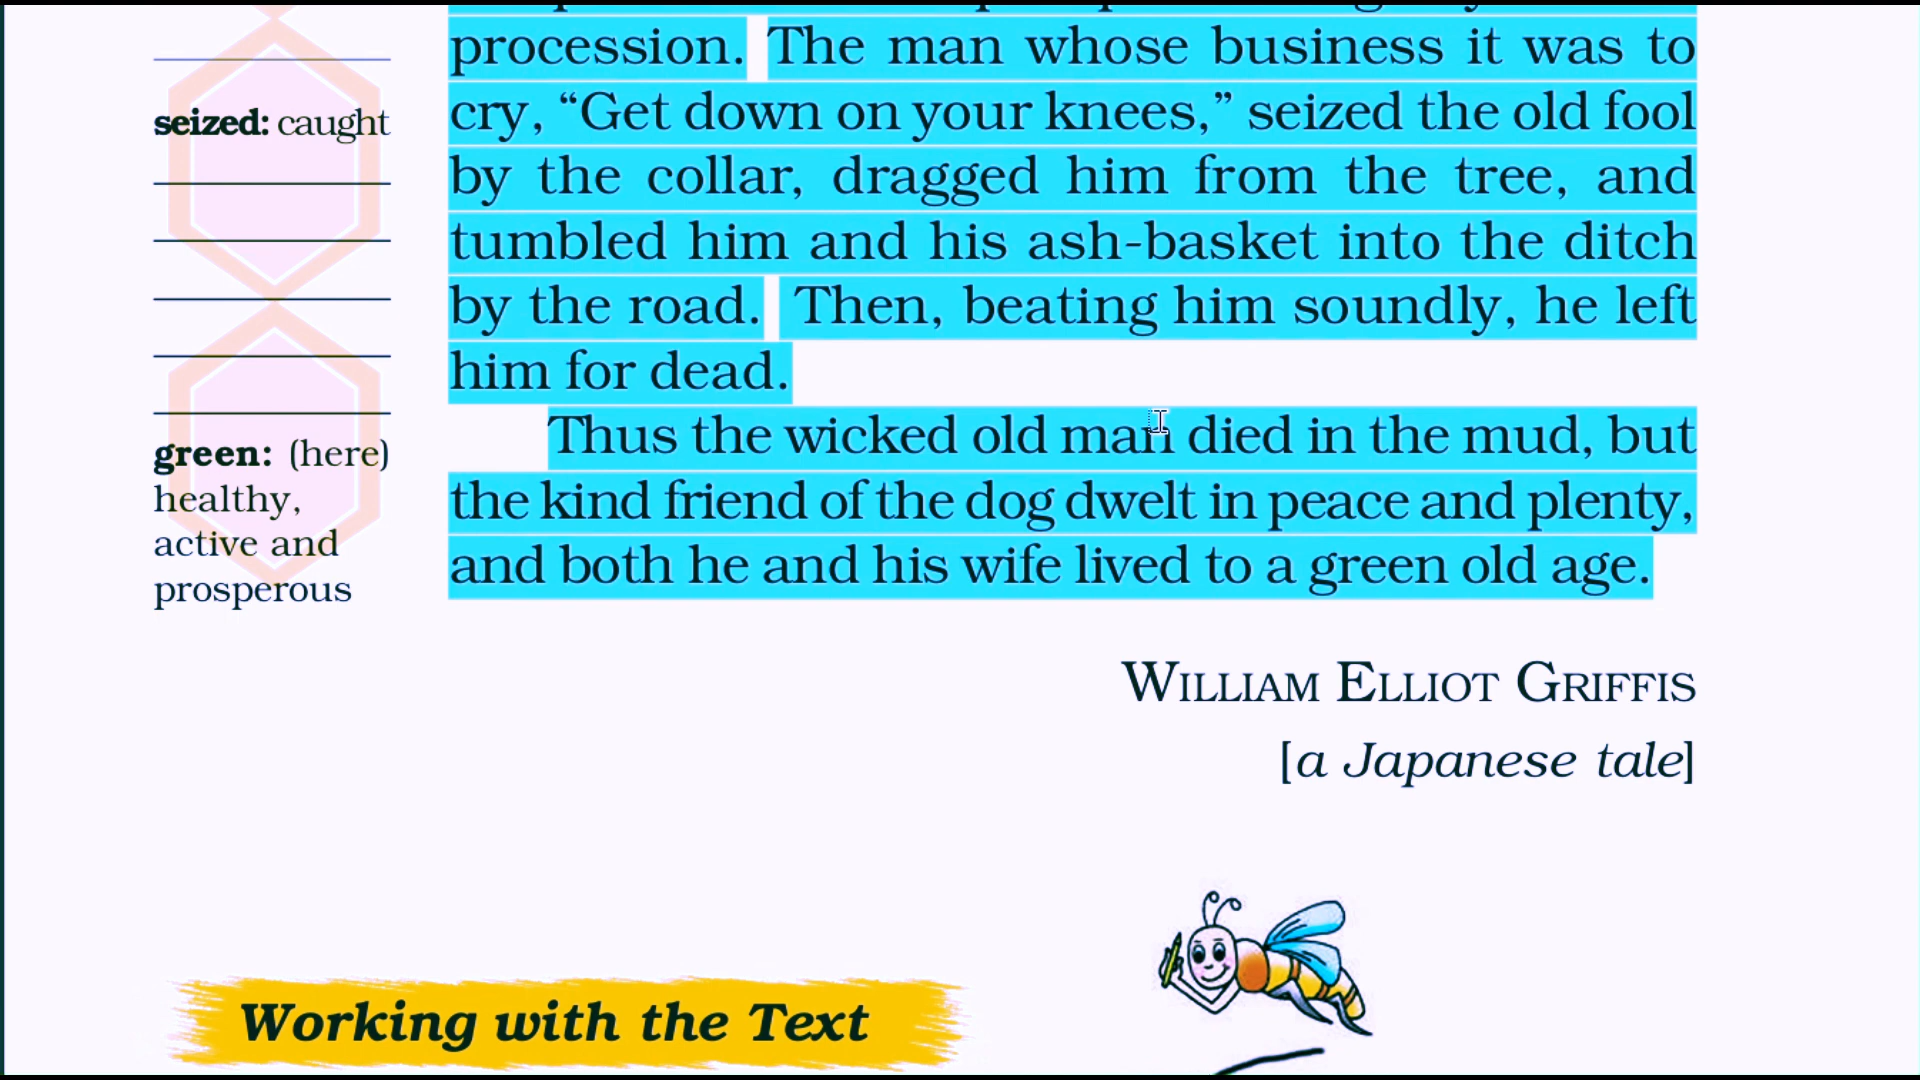 procession. The man whose business it was to
cry, “Get down on your knees,” seized the old fool
by the collar, dragged him from the tree, and
tumbled him and his ash-basket into the ditch
by the road. Then, beating him soundly, he left
him for dead.
Thus the wicked old man died in the mud, but
the kind friend of the dog dwelt in peace and plenty,
and both he and his wife lived to a green old age.
seized: caught
green: (here)
healthy,
active and
prosperous
WILLIAM ELLIOT GRIFFIS
[a Japanese tale]
Working with the Text